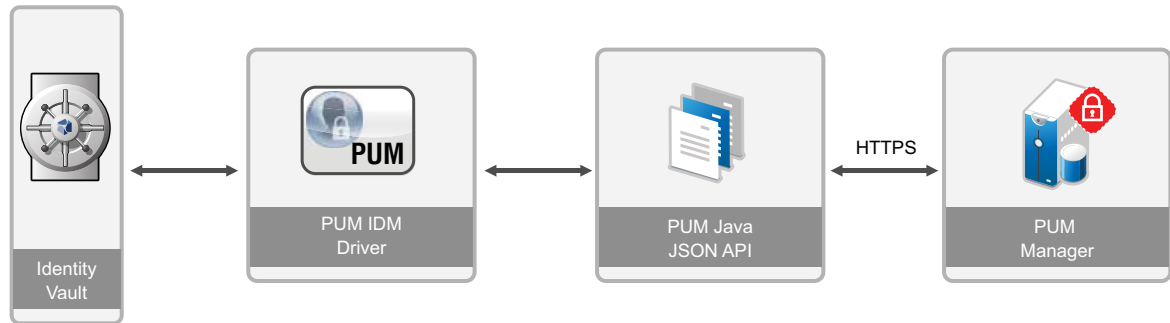 PUM
HTTPS
Identity
Vault
PUM IDM
Driver
PUM Java
JSON API
PUM
Manager